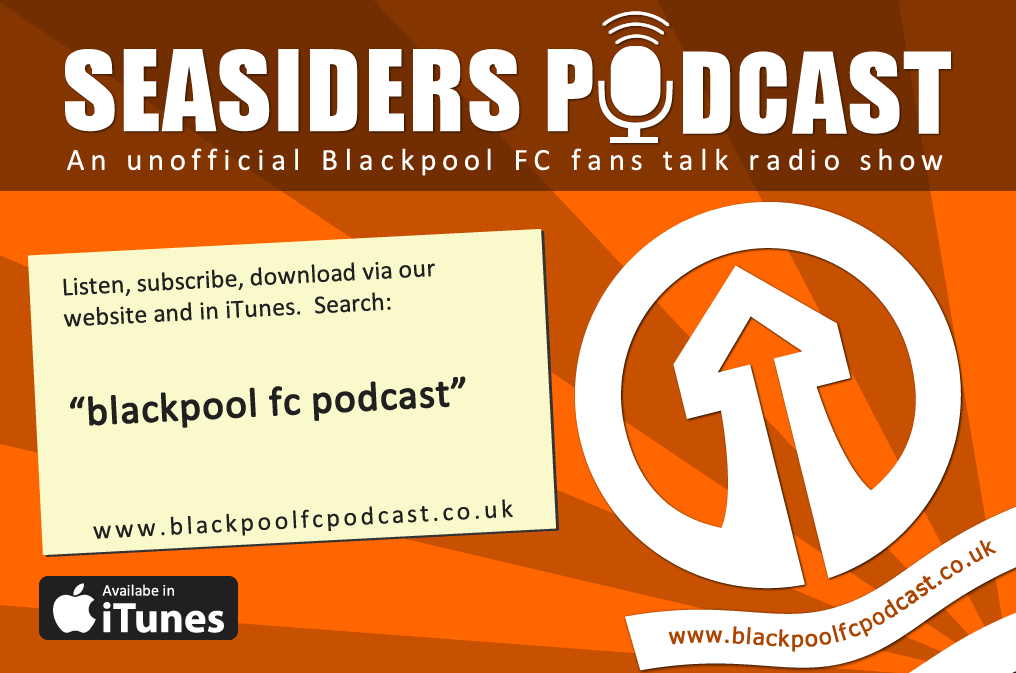 SEASIDERS PODCAST
An unofficial Blackpool FC fans talk radio show
Listen, subscribe, download via our
website and in iTunes. Search:
“blackpool fc podcast”
www.blackpoolfcpodcast.co.uk
Availabe in
iTunes
www.blackpoolfcpodcast.co.uk